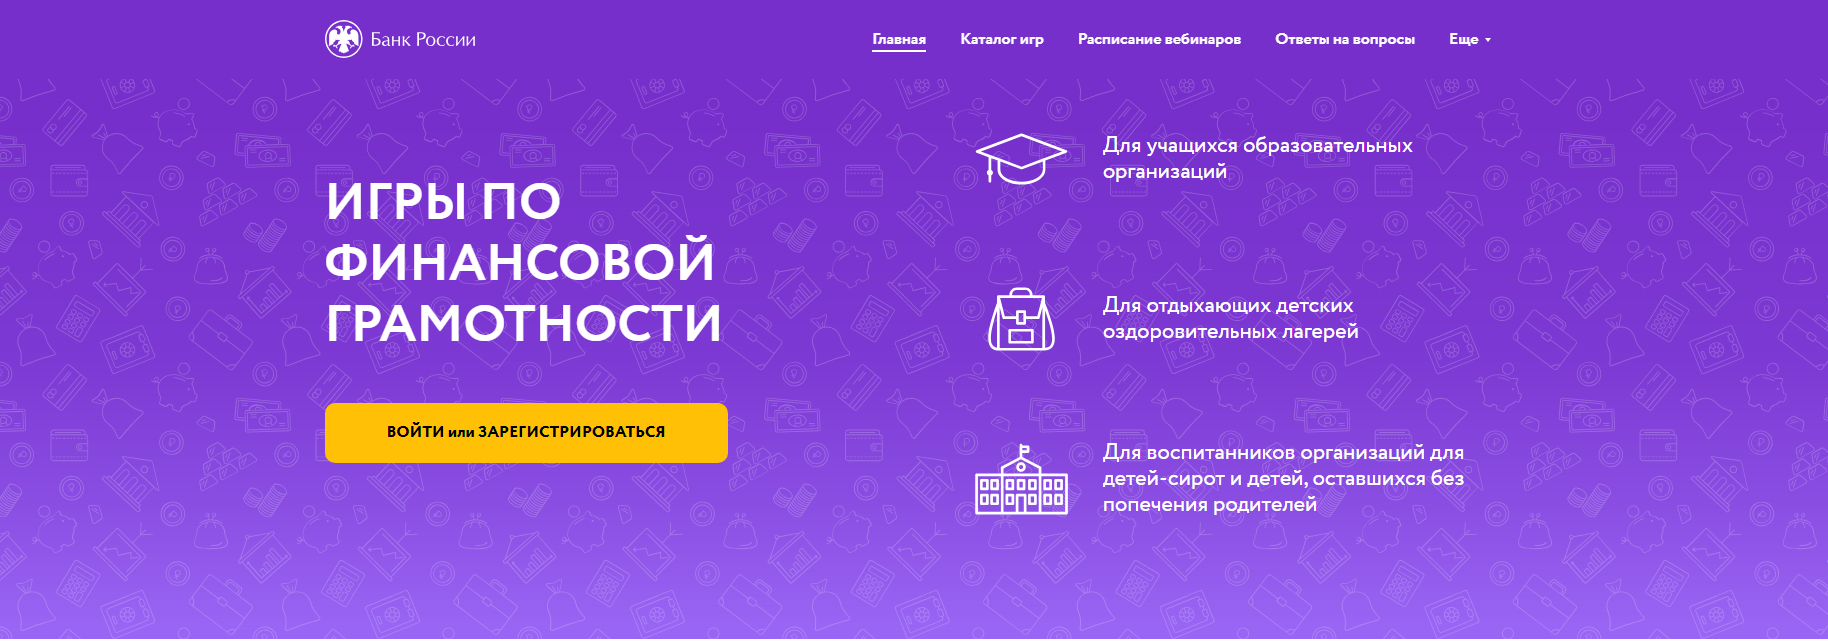 Банк России
Главная
Каталог игр
Расписание вебинаров
Ответы на вопросы
Еще
ИГРЫ ПО
ФИНАНСОВОЙ
ГРАМОТНОСТИ
ВОЙТИ или ЗАРЕГИСТРИРОВАТЬСЯ
Для учащихся образовательных
организаций
Для отдыхающих детских
оздоровительных лагерей
Для воспитанников организаций для
детей-сирот и детей, оставшихся без
попечения родителей